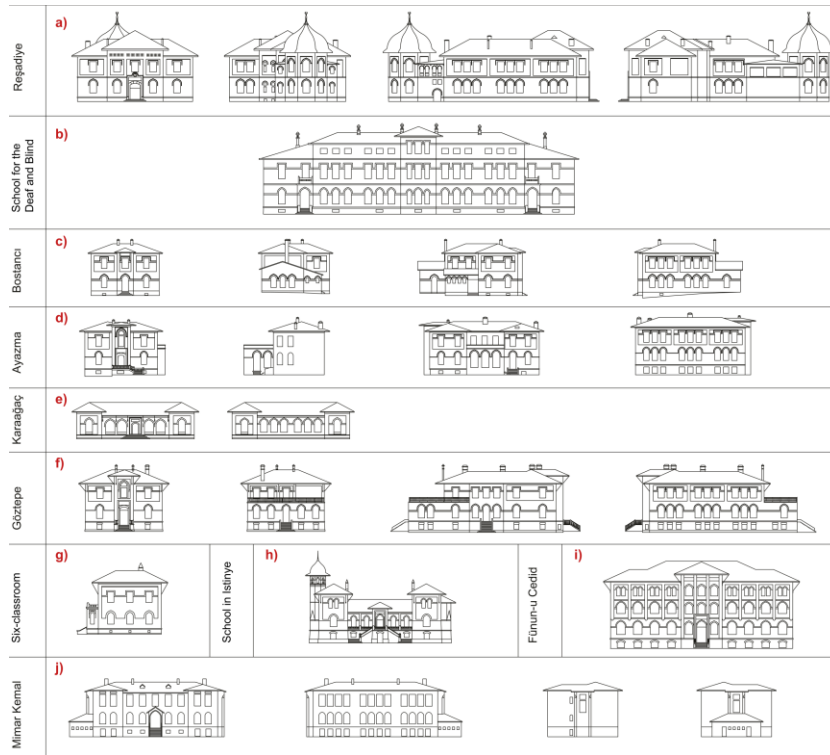 a)
Reşadiye
b)
School for the
Deaf and Blind
c)
Bostancı
d)
Ayazma
e)
Karaağaç
f)
Göztepe
g)
Six-classroom
h)
School in Istinye
i)
Fünun-u Cedid
j)
Mimar Kemal